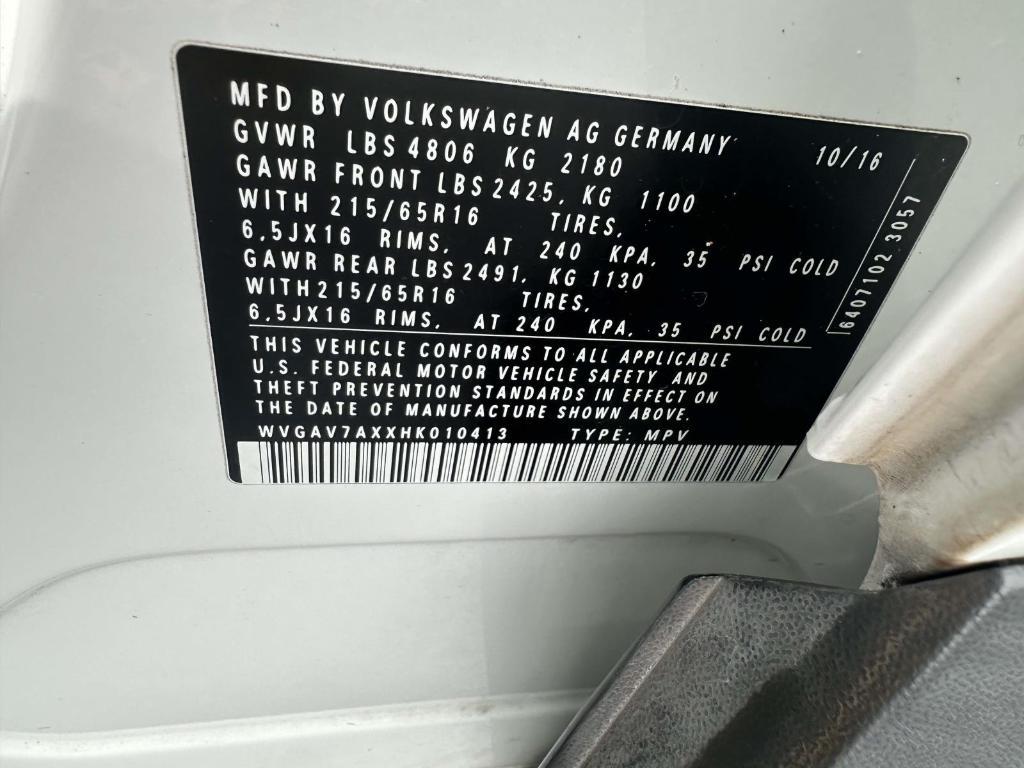 MFD BY VOLKSWAGEN AG GERMANY 10/16
GVWR LBS 4806 KG 2180
GAWR FRONT LBS 2425, KG 1100
WITH 215/65R16 TIRES,
6,5JX16 RIMS, AT 240 KPA, 35 PSI COLD
GAWR REAR LBS 2491, KG 1130
WITH 215/65R16 TIRES,
6,5JX16 RIMS, AT 240 KPA, 35 PSI COLD
THIS VEHICLE CONFORMS TO ALL APPLICABLE
U.S. FEDERAL MOTOR VEHICLE SAFETY AND
THEFT PREVENTION STANDARDS IN EFFECT ON
THE DATE OF MANUFACTURE SHOWN ABOVE.
WVGAV7AXXHK010413 TYPE: MPV
6407102 3057